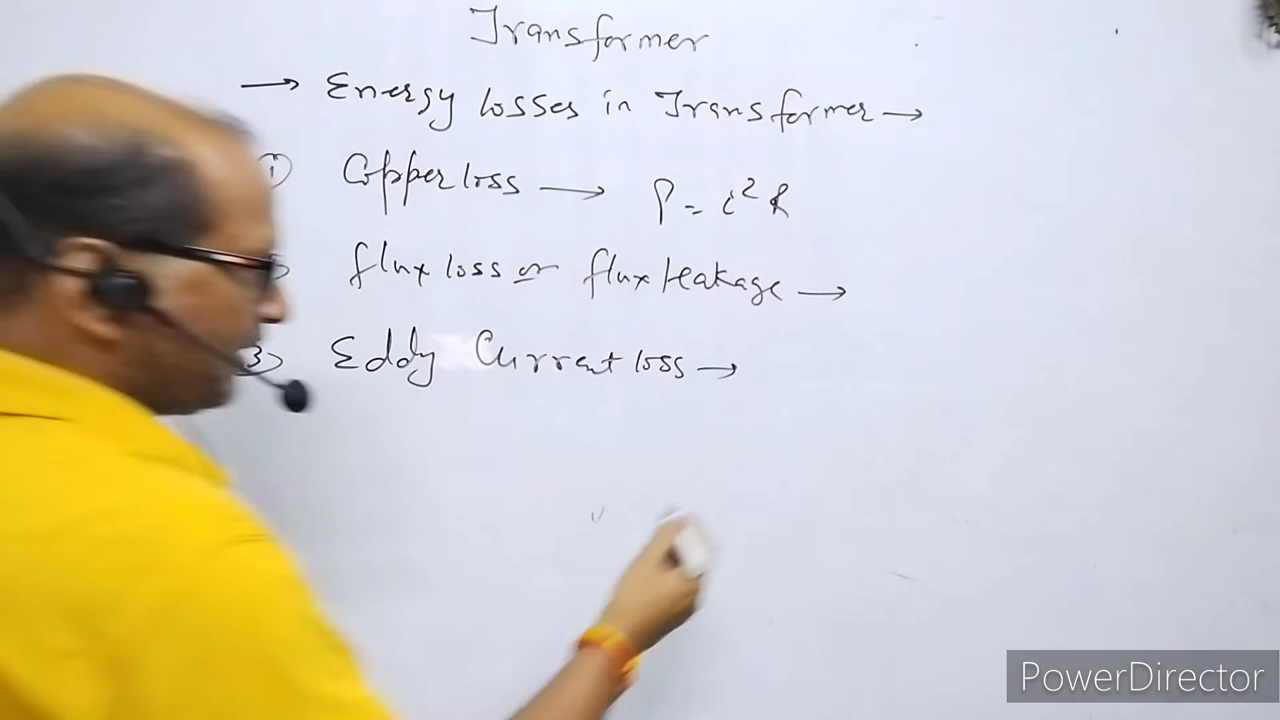 Transformer
→ Energy losses in Transformer →
① Copper loss → P = i²R
flux loss or flux leakage →
3) Eddy Current loss →
PowerDirector